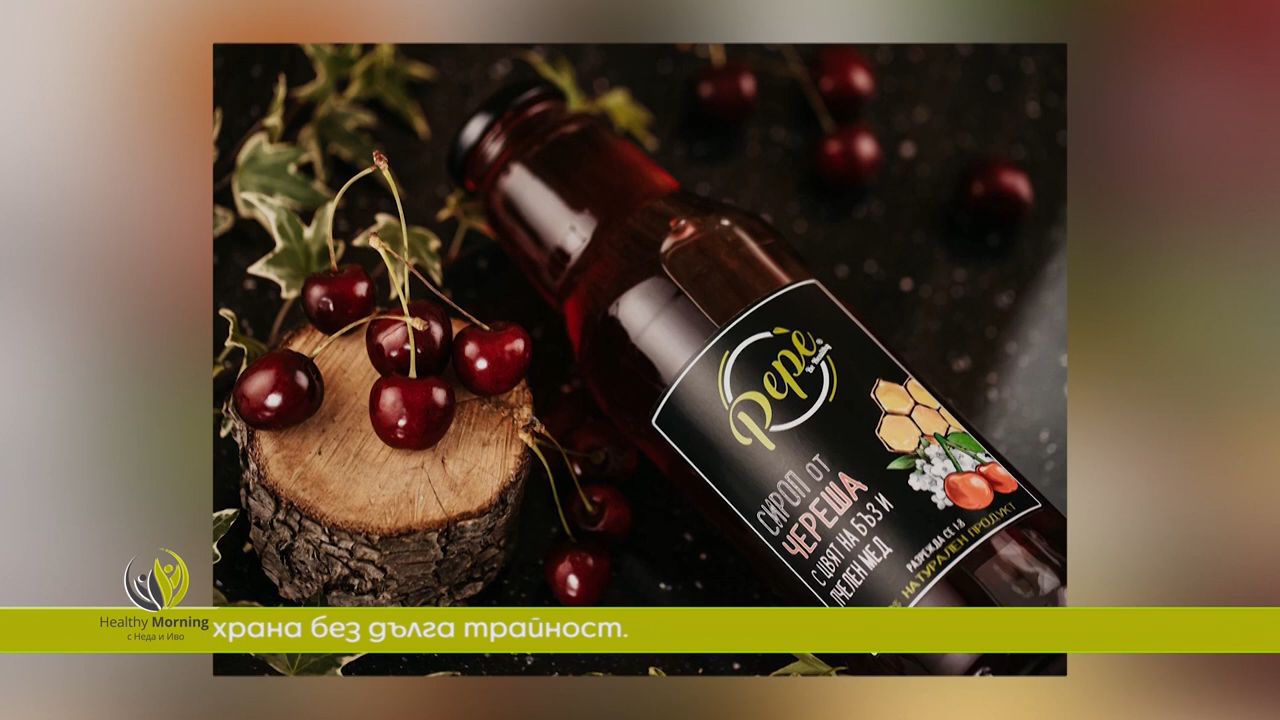 Pepè
СИРОП от
ЧЕРЕША
С ЦВЯТ НА БЪЗ И
ПЧЕЛЕН МЕД
РАЗРЕЖДА СЕ 1:8
НАТУРАЛЕН ПРОДУКТ
Healthy Morning
с Неда и Иво
храна без дълга трайност.